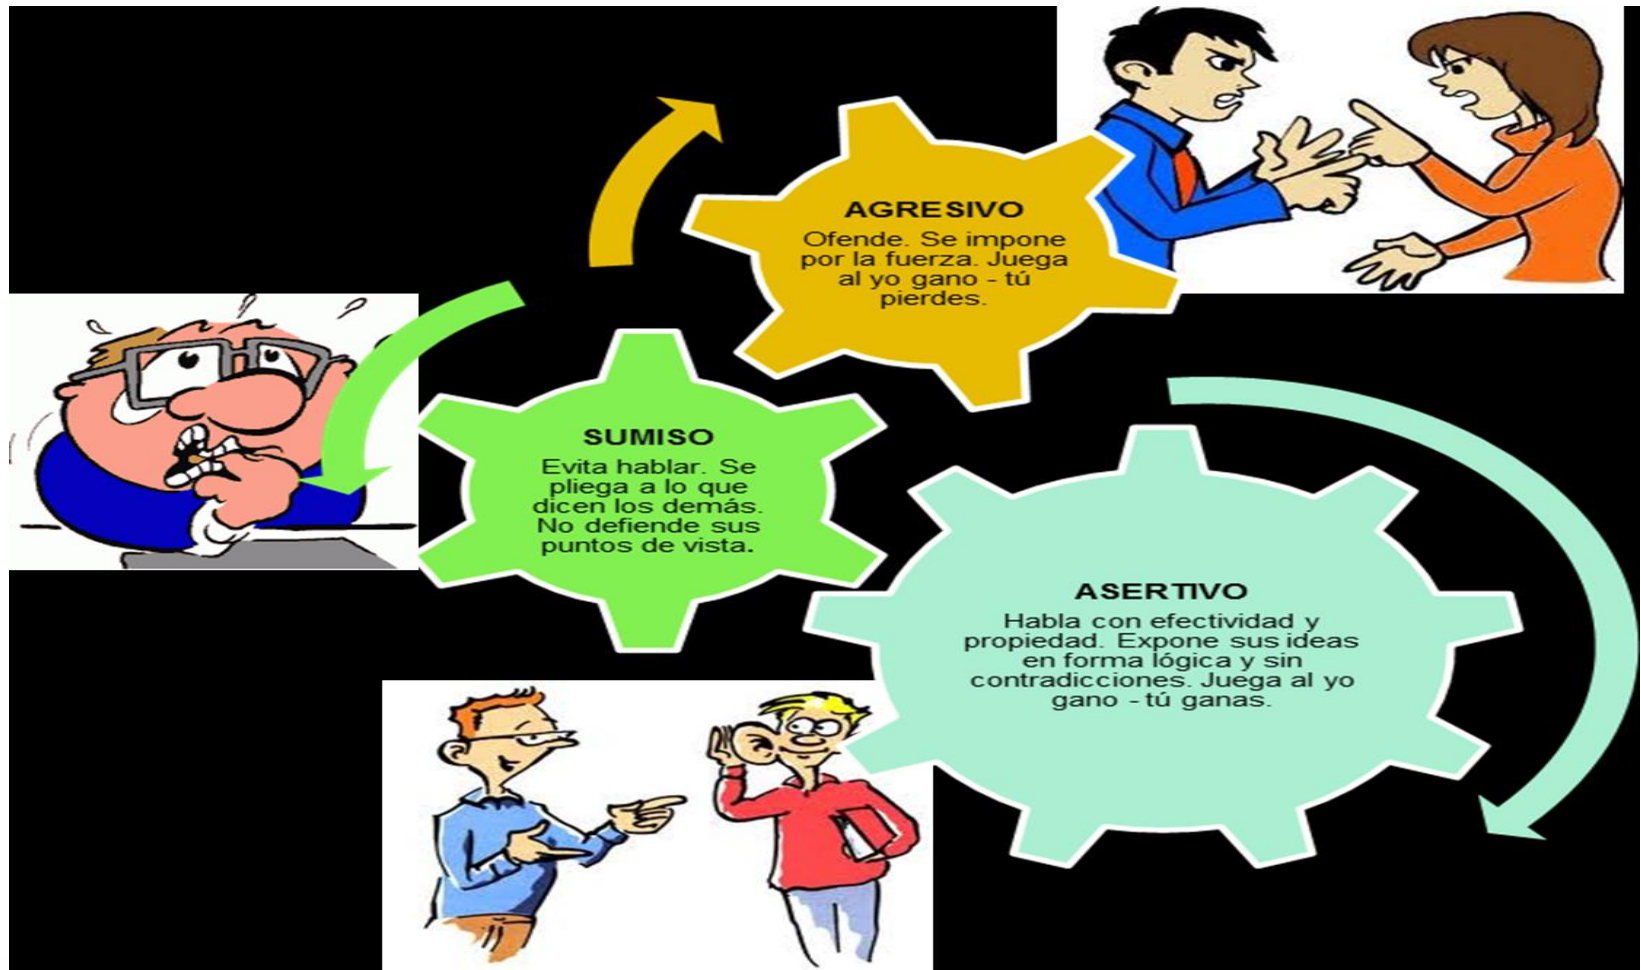 AGRESIVO
Ofende. Se impone
por la fuerza. Juega
al yo gano - tú
pierdes.
SUMISO
Evita hablar. Se
pliega a lo que
dicen los demás.
No defiende sus
puntos de vista.
ASERTIVO
Habla con efectividad y
propiedad. Expone sus ideas
en forma lógica y sin
contradicciones. Juega al yo
gano - tú ganas.